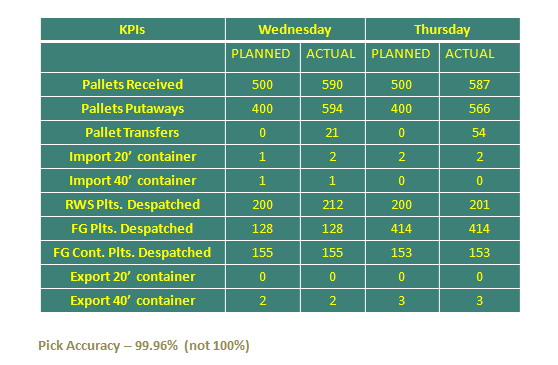 KPIs Wednesday Thursday
PLANNED ACTUAL PLANNED ACTUAL
Pallets Received 500 590 500 587
Pallets Putaways 400 594 400 566
Pallet Transfers 0 21 0 54
Import 20’ container 1 2 2 2
Import 40’ container 1 1 0 0
RWS Plts. Despatched 200 212 200 201
FG Plts. Despatched 128 128 414 414
FG Cont. Plts. Despatched 155 155 153 153
Export 20’ container 0 0 0 0
Export 40’ container 2 2 3 3
Pick Accuracy – 99.96% (not 100%)